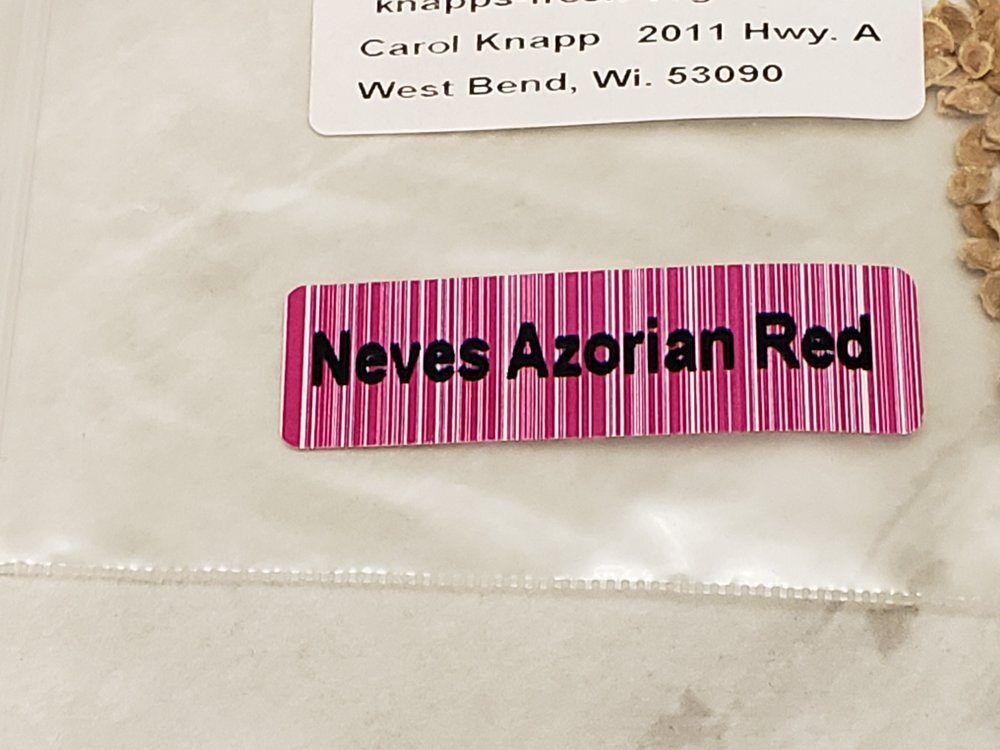 Carol Knapp 2011 Hwy. A
West Bend, Wi. 53090
Neves Azorian Red